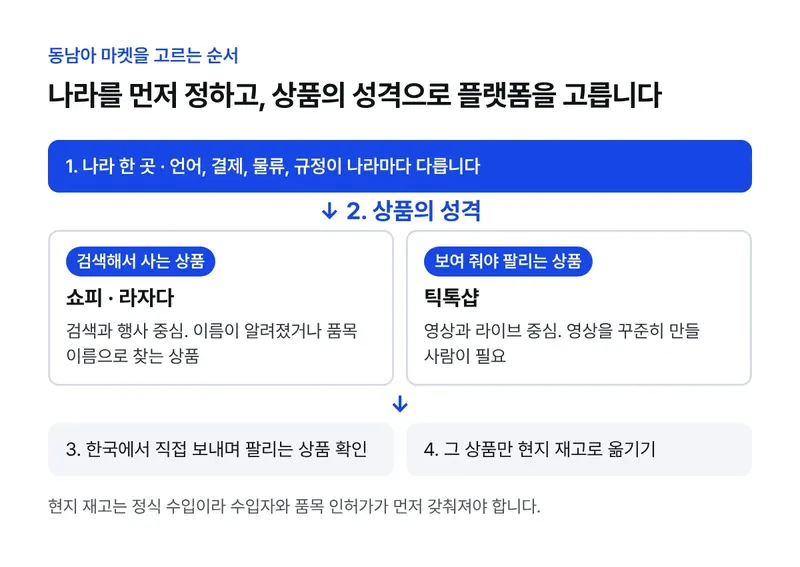 동남아 마켓을 고르는 순서
나라를 먼저 정하고, 상품의 성격으로 플랫폼을 고릅니다
1. 나라 한 곳 · 언어, 결제, 물류, 규정이 나라마다 다릅니다
↓ 2. 상품의 성격
검색해서 사는 상품
쇼피 · 라자다
검색과 행사 중심. 이름이 알려졌거나 품목
이름으로 찾는 상품
보여 줘야 팔리는 상품
틱톡샵
영상과 라이브 중심. 영상을 꾸준히 만들
사람이 필요
↓
3. 한국에서 직접 보내며 팔리는 상품 확인
4. 그 상품만 현지 재고로 옮기기
현지 재고는 정식 수입이라 수입자와 품목 인허가가 먼저 갖춰져야 합니다.